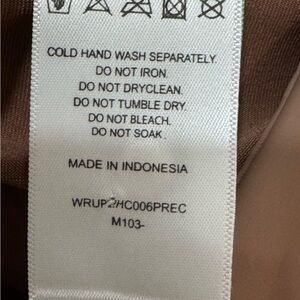 COLD HAND WASH SEPARATELY
DO NOT IRON.
DO NOT DRYCLEAN.
DO NOT TUMBLE DRY.
DO NOT BLEACH.
DO NOT SOAK.
MADE IN INDONESIA
WRUP2HC006PREC
M103-